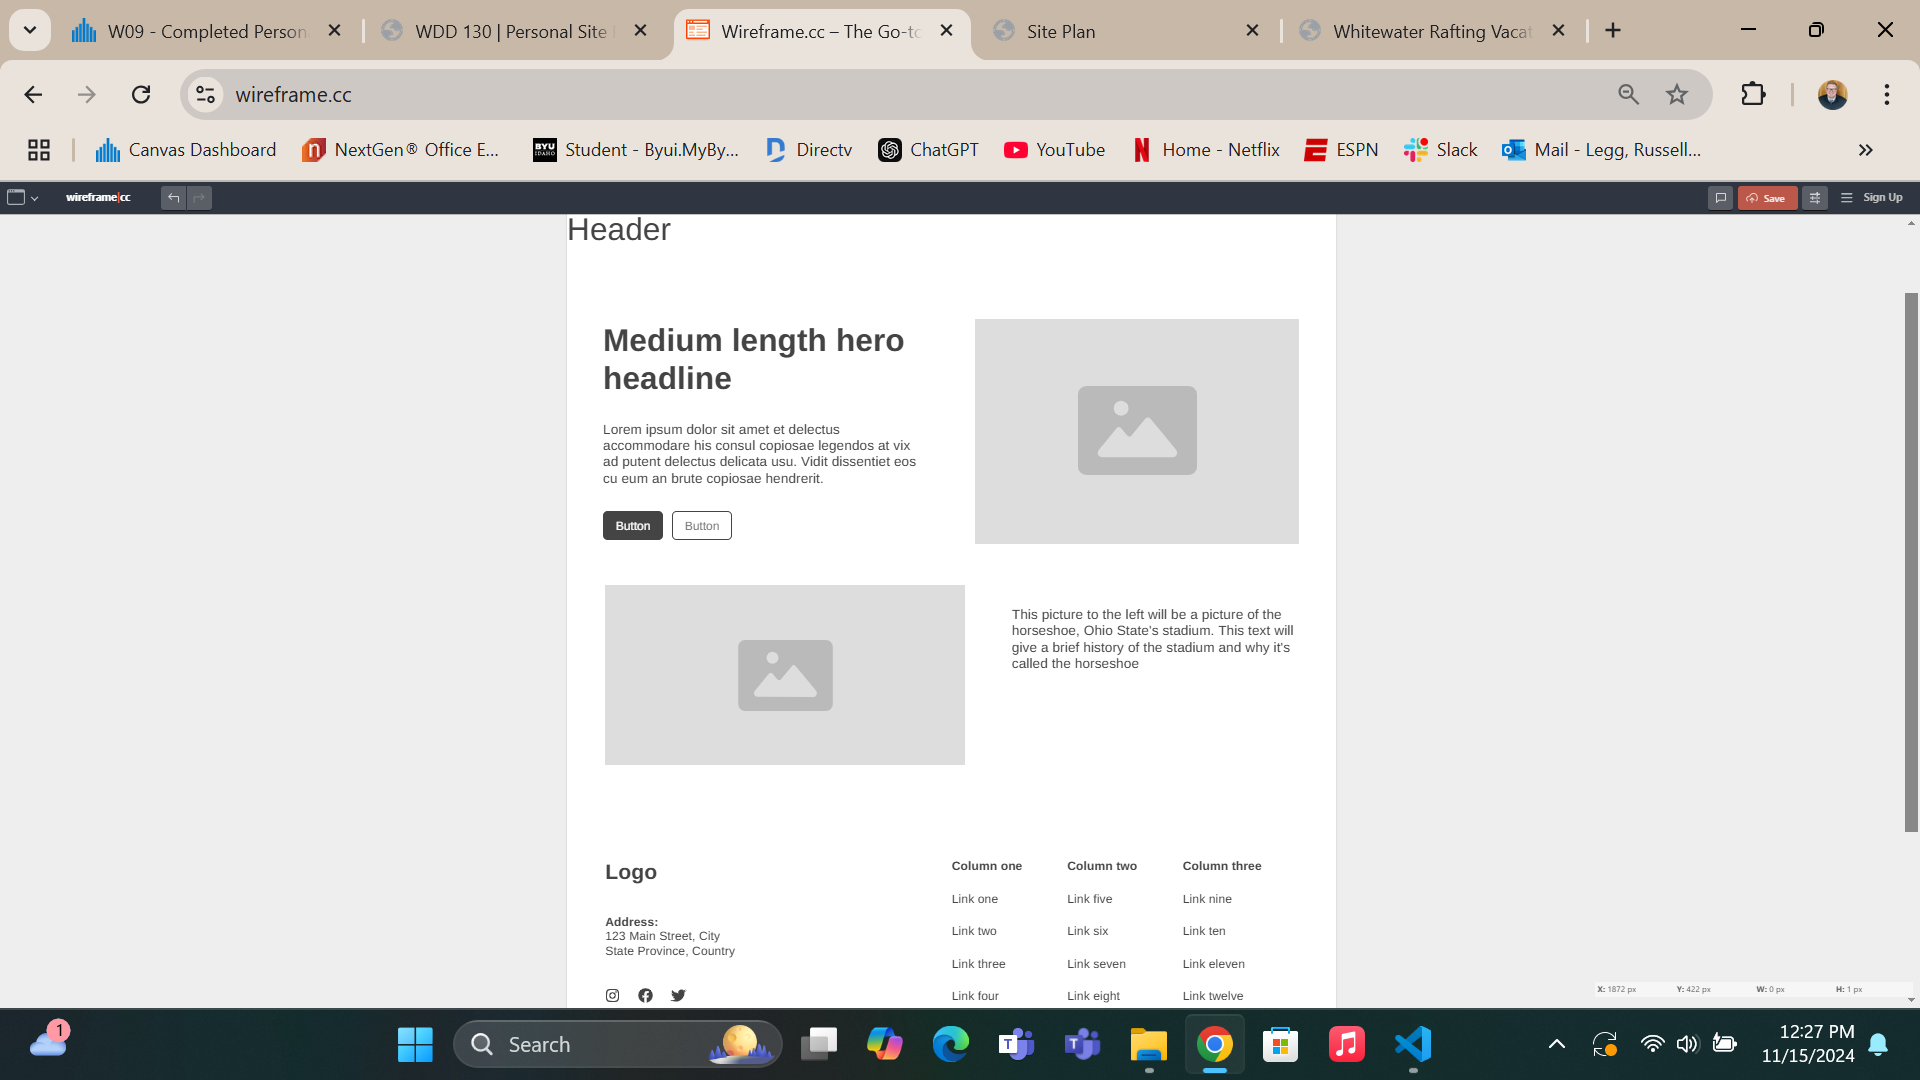 W09 - Completed Person
WDD 130 | Personal Site
Wireframe.cc – The Go-to
Site Plan
Whitewater Rafting Vacat
wireframe.cc
Canvas Dashboard
NextGen® Office E...
BYU
IDAHO
Student - Byui.MyBy...
Directv
ChatGPT
YouTube
Home - Netflix
ESPN
Slack
Mail - Legg, Russell...
wireframe|cc
Save
Sign Up
Header
Medium length hero
headline
Lorem ipsum dolor sit amet et delectus
accommodare his consul copiosae legendos at vix
ad putent delectus delicata usu. Vidit dissentiet eos
cu eum an brute copiosae hendrerit.
Button
Button
This picture to the left will be a picture of the
horseshoe, Ohio State's stadium. This text will
give a brief history of the stadium and why it's
called the horseshoe
Logo
Address:
123 Main Street, City
State Province, Country
Column one
Link one
Link two
Link three
Link four
Column two
Link five
Link six
Link seven
Link eight
Column three
Link nine
Link ten
Link eleven
Link twelve
X: 1872 px Y: 422 px W: 0 px H: 1 px
1
Search
12:27 PM
11/15/2024